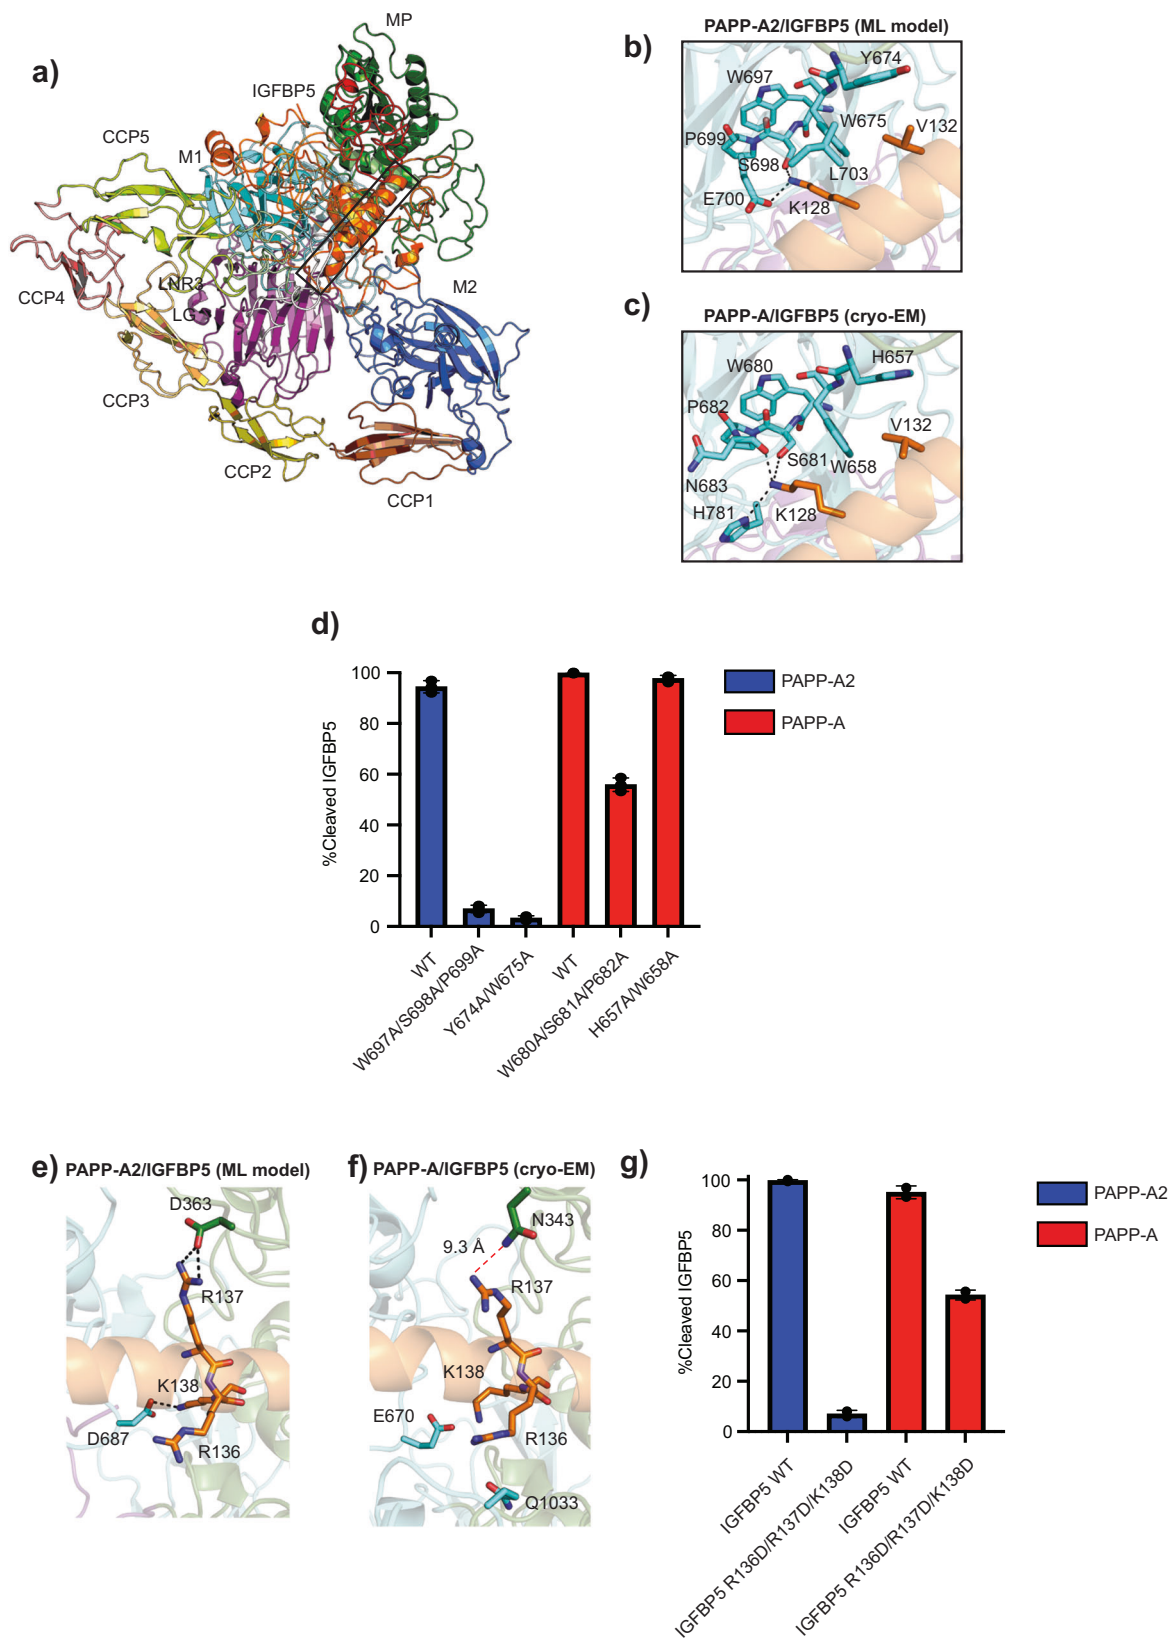 a)
MP
IGFBP5
CCP5
M1
CCP4
LNR3
LG
M2
CCP3
CCP2
CCP1
b)
PAPP-A2/IGFBP5 (ML model)
Y674
W697
W675
V132
P699
S698
L703
E700
K128
c)
PAPP-A/IGFBP5 (cryo-EM)
H657
W680
P682
V132
S681
W658
N683
H781
K128
d)
%Cleaved IGFBP5
100
80
60
40
20
0
WT
W697A/S698A/P699A
Y674A/W675A
WT
W680A/S681A/P682A
H657A/W658A
PAPP-A2
PAPP-A
e) PAPP-A2/IGFBP5 (ML model)
D363
R137
K138
D687
R136
f) PAPP-A/IGFBP5 (cryo-EM)
N343
9.3 Å
R137
K138
E670
R136
Q1033
g)
%Cleaved IGFBP5
100
80
60
40
20
0
IGFBP5 WT
IGFBP5 R136D/R137D/K138D
IGFBP5 WT
IGFBP5 R136D/R137D/K138D
PAPP-A2
PAPP-A